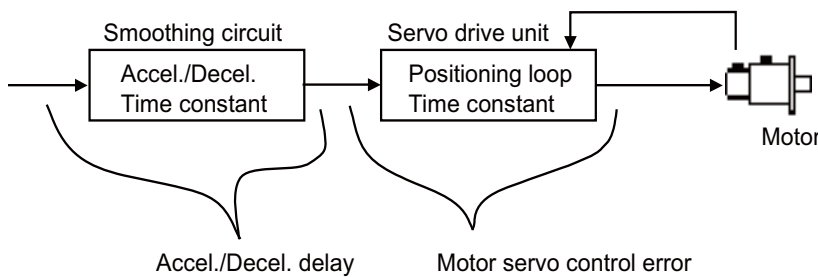 Smoothing circuit
Servo drive unit
Accel./Decel.
Time constant
Positioning loop
Time constant
Motor
Accel./Decel. delay
Motor servo control error